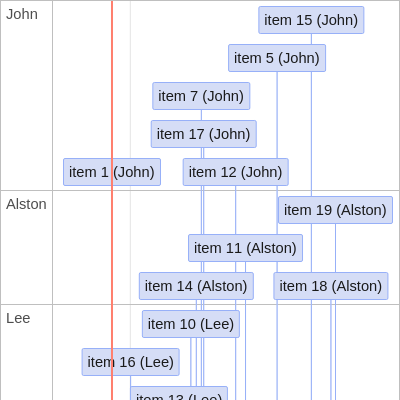 John
item 15 (John)
item 5 (John)
item 7 (John)
item 17 (John)
item 1 (John)
item 12 (John)
Alston
item 19 (Alston)
item 11 (Alston)
item 14 (Alston)
item 18 (Alston)
Lee
item 10 (Lee)
item 16 (Lee)
item 13 (Lee)